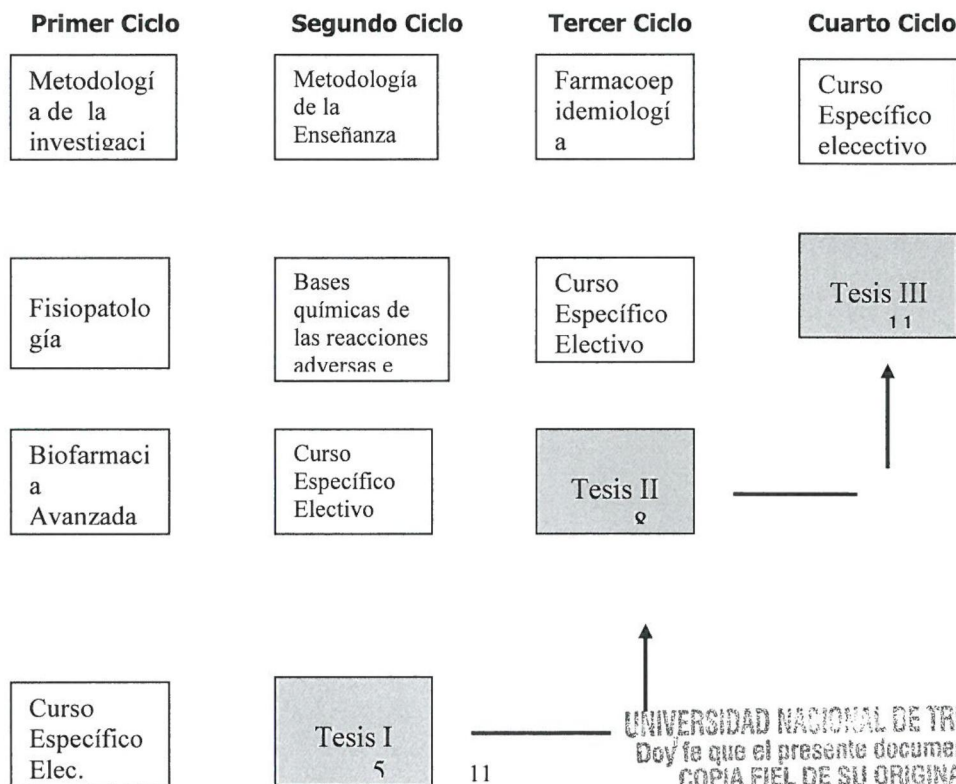 Primer Ciclo
Segundo Ciclo
Tercer Ciclo
Cuarto Ciclo
Metodologí
a de la
investigaci
Metodología
de la
Enseñanza
Farmacoep
idemiologí
a
Curso
Específico
elecectivo
Fisiopatolo
gía
Bases
químicas de
las reacciones
adversas e
Curso
Específico
Electivo
Tesis III
11
Biofarmaci
a
Avanzada
Curso
Específico
Electivo
Tesis II
Curso
Específico
Elec.
Tesis I
5
11
UNIVERSIDAD NACIONAL DE TR
Doy fe que el presente docume
COPIA FIEL DE SU ORIGINA